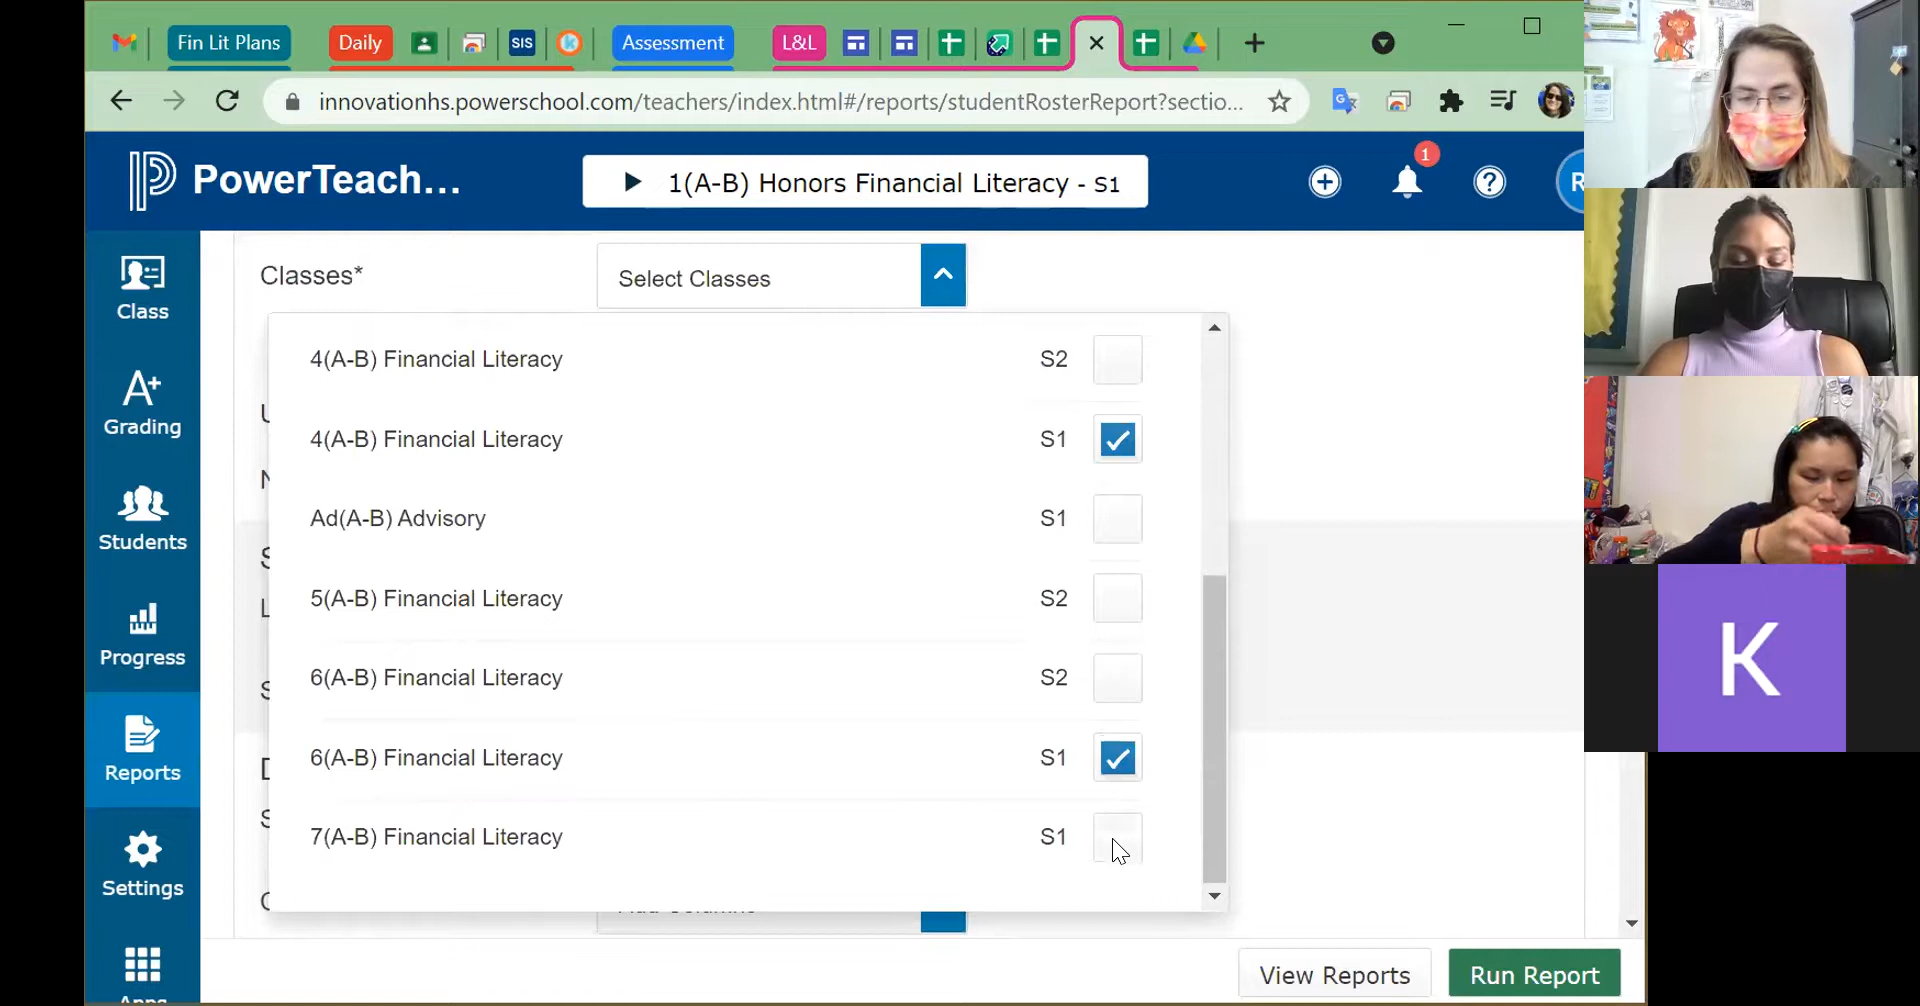 Fin Lit Plans Daily SIS K Assessment L&L
innovationhs.powerschool.com/teachers/index.html#/reports/studentRosterReport?sectio...
PowerTeach... 1(A-B) Honors Financial Literacy - S1 1 R
Classes* Select Classes
4(A-B) Financial Literacy S2
4(A-B) Financial Literacy S1
Ad(A-B) Advisory S1
5(A-B) Financial Literacy S2
6(A-B) Financial Literacy S2
6(A-B) Financial Literacy S1
7(A-B) Financial Literacy S1
Class
A+
Grading
Students
Progress
Reports
Settings
Apps
View Reports Run Report
K